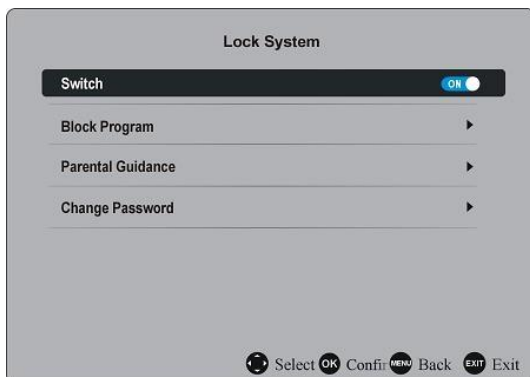 Lock System
Switch ON
Block Program
Parental Guidance
Change Password
Select OK Confir MENU Back EXIT Exit